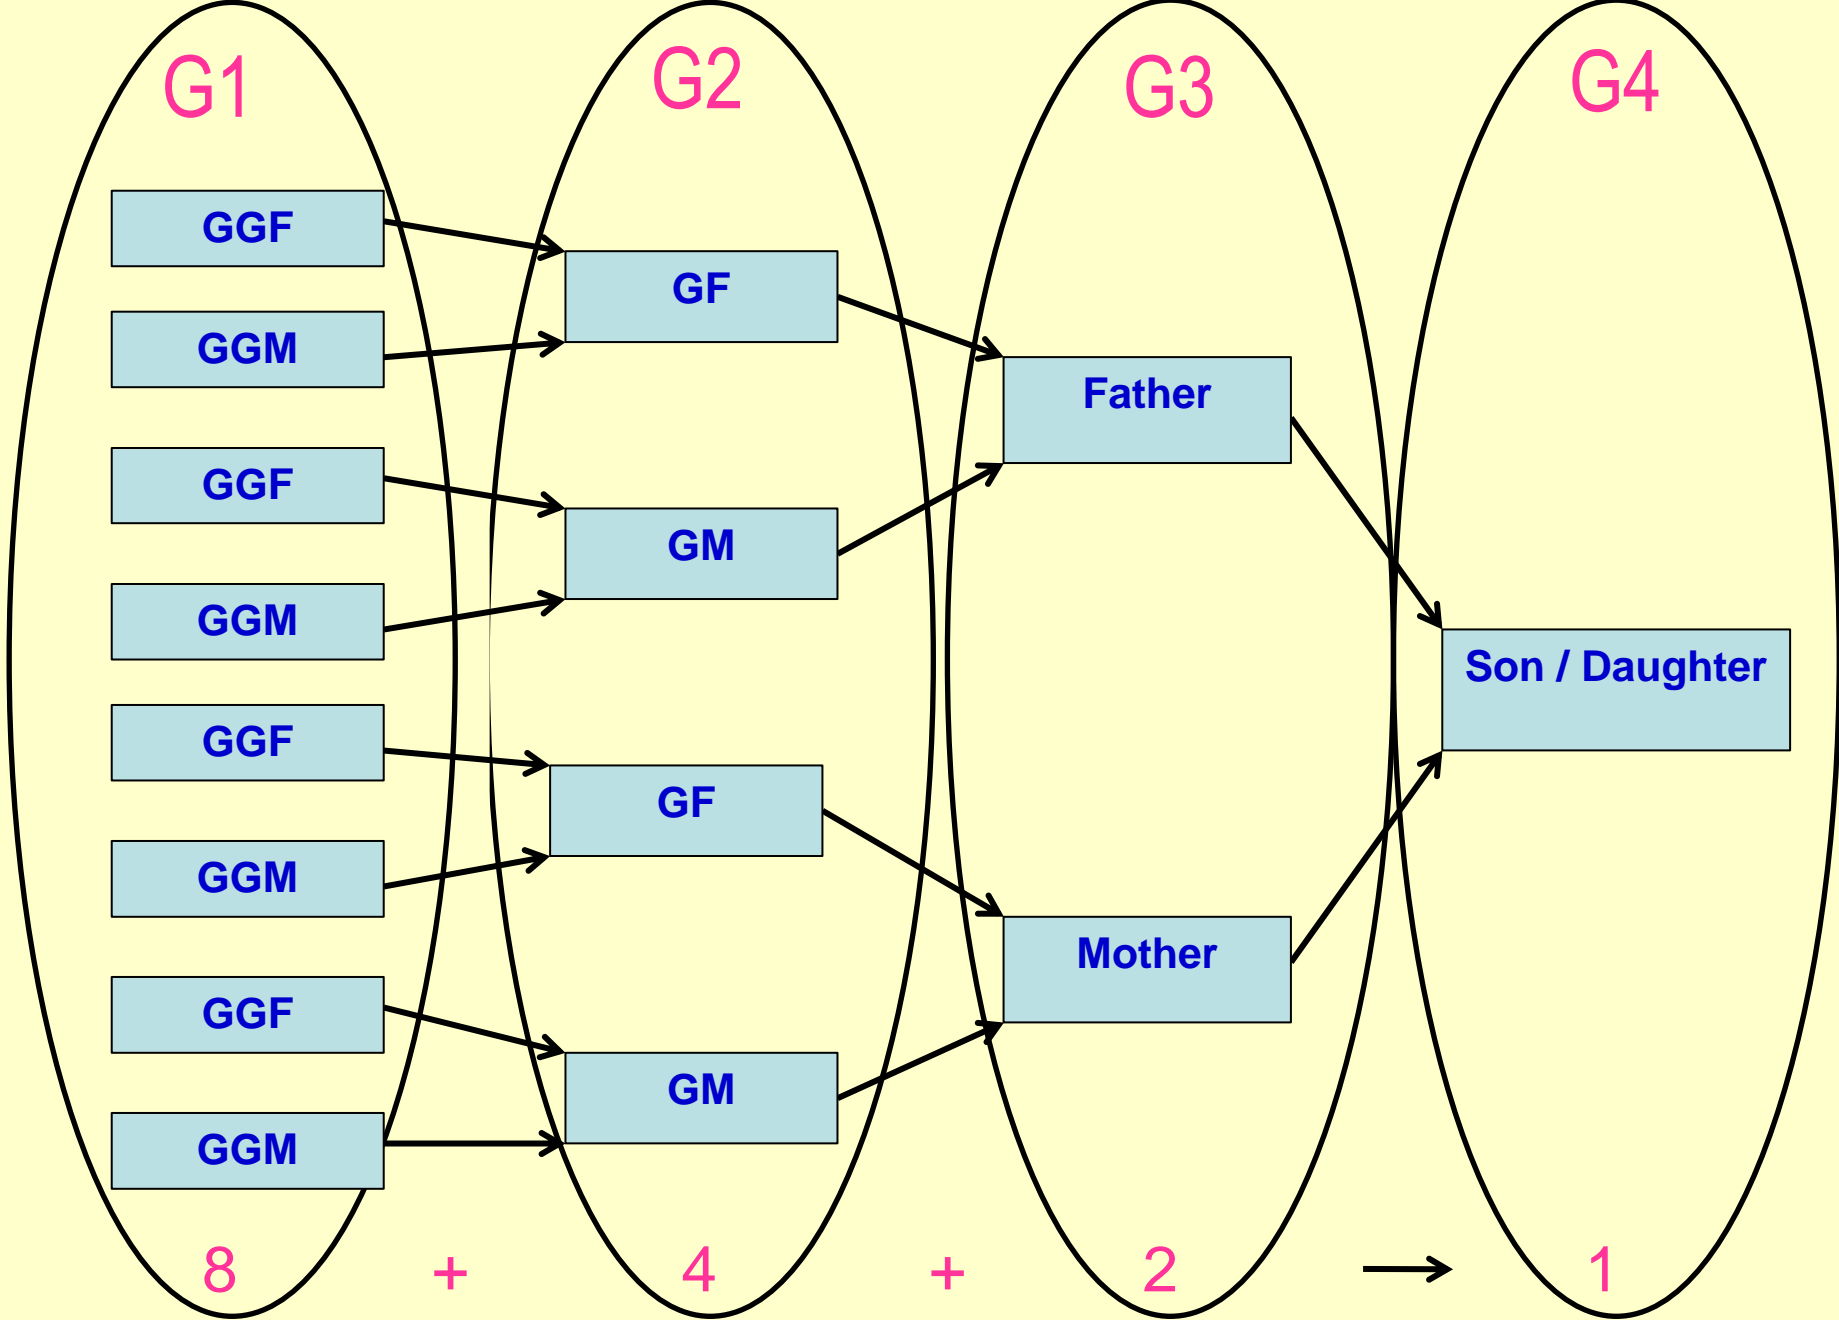 G1 G2 G3 G4
GGF
GGM
GGF
GGM
GGF
GGM
GGF
GGM
GF
GM
GF
GM
Father
Mother
Son / Daughter
8 + 4 + 2 → 1